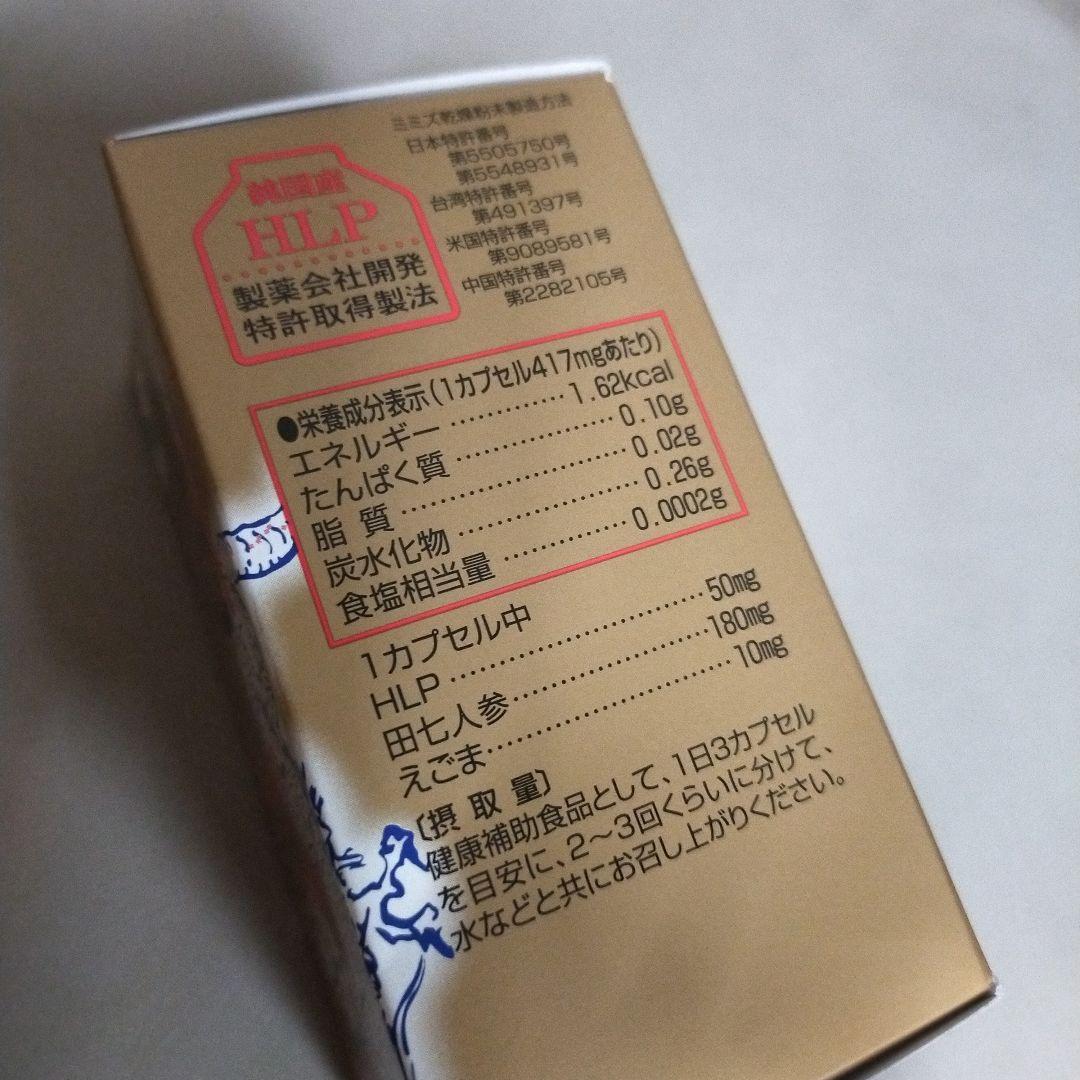 純国産
HLP
製薬会社開発
特許取得製法
ミミズ乾燥粉末製造方法
日本特許番号
第5505750号
第5548931号
台湾特許番号
第491397号
米国特許番号
第9089581号
中国特許番号
第2282105号
●栄養成分表示(1カプセル417mgあたり)
エネルギー…………1.62kcal
たんぱく質……………0.10g
脂 質…………………0.02g
炭水化物………………0.26g
食塩相当量…………0.0002g
1カプセル中
HLP……………………50㎎
田七人参………………180㎎
えごま…………………10㎎
〔摂 取 量〕
健康補助食品として、1日3カプセル
を目安に、2〜3回くらいに分けて、
水などと共にお召し上がりください。